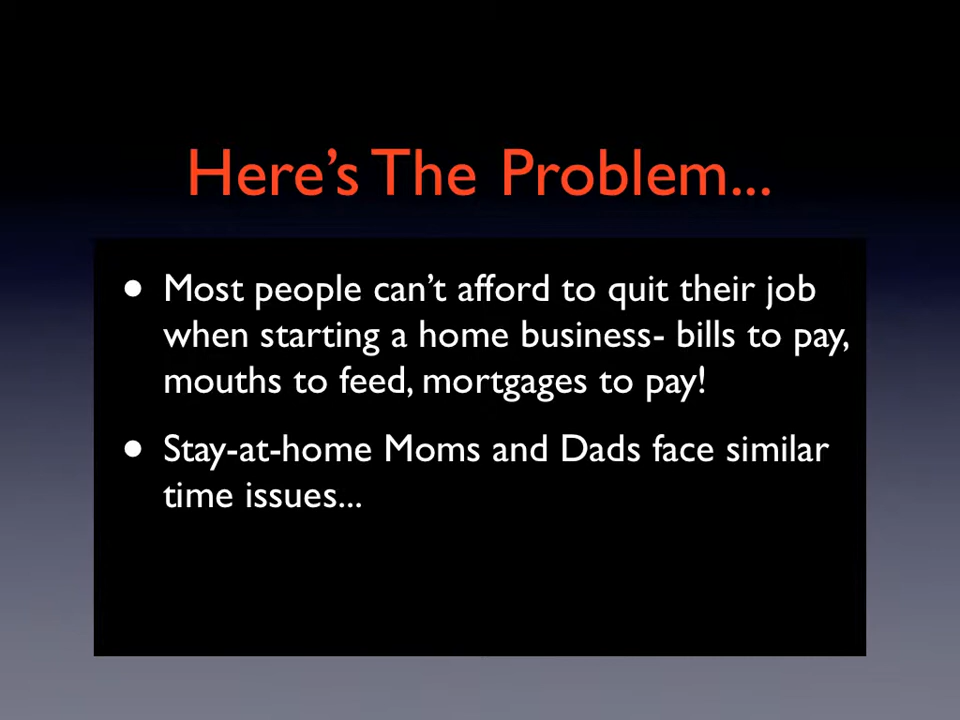 Here’s The Problem...
• Most people can’t afford to quit their job
when starting a home business- bills to pay,
mouths to feed, mortgages to pay!
• Stay-at-home Moms and Dads face similar
time issues...